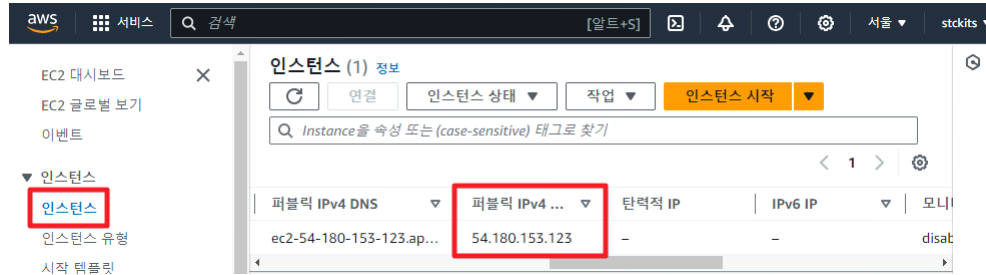 aws 서비스 검색 [알트+S] 서울 ▼ stckits
EC2 대시보드
EC2 글로벌 보기
이벤트
▼ 인스턴스
인스턴스
인스턴스 유형
시작 템플릿
인스턴스 (1) 정보
연결 인스턴스 상태 ▼ 작업 ▼ 인스턴스 시작 ▼
Instance을 속성 또는 (case-sensitive) 태그로 찾기
< 1 >
퍼블릭 IPv4 DNS 퍼블릭 IPv4 ... 탄력적 IP IPv6 IP 모니
ec2-54-180-153-123.ap... 54.180.153.123 – – disab